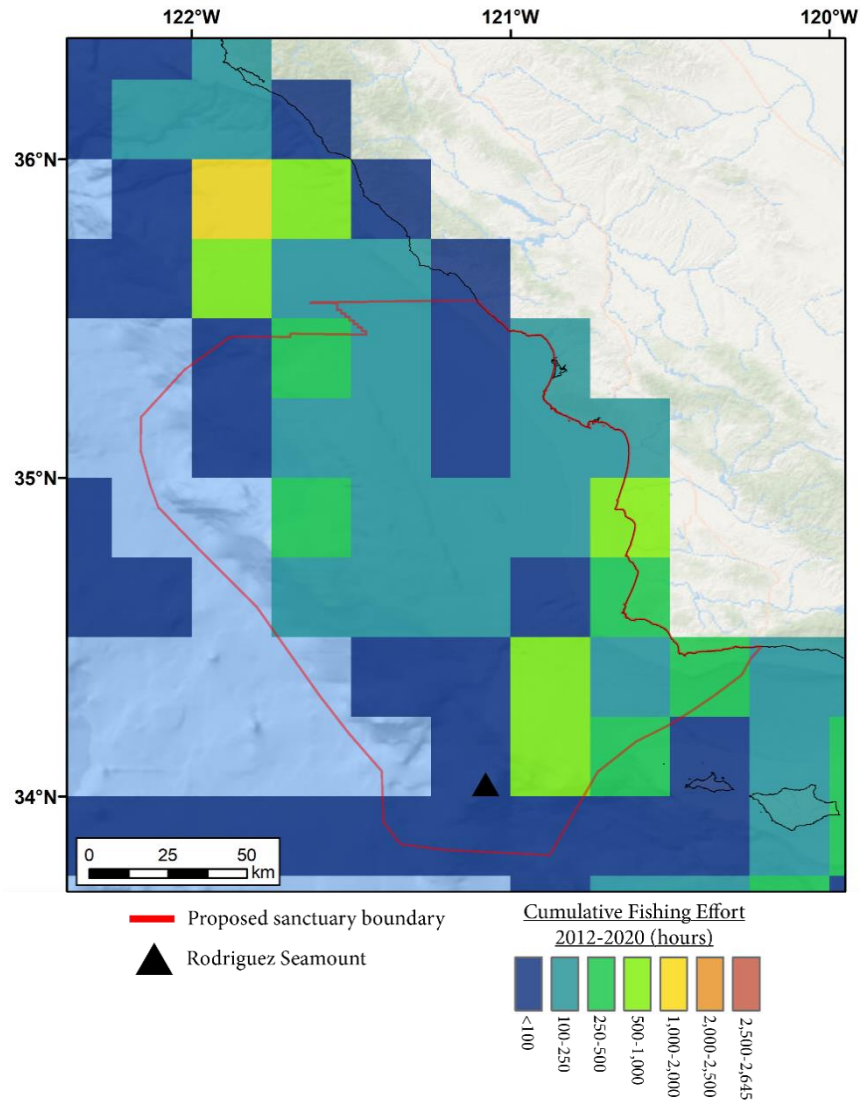 122°W 121°W 120°W
36°N
35°N
34°N
0 25 50
km
Proposed sanctuary boundary
Rodriguez Seamount
Cumulative Fishing Effort
2012-2020 (hours)
<100
100-250
250-500
500-1,000
1,000-2,000
2,000-2,500
2,500-2,645